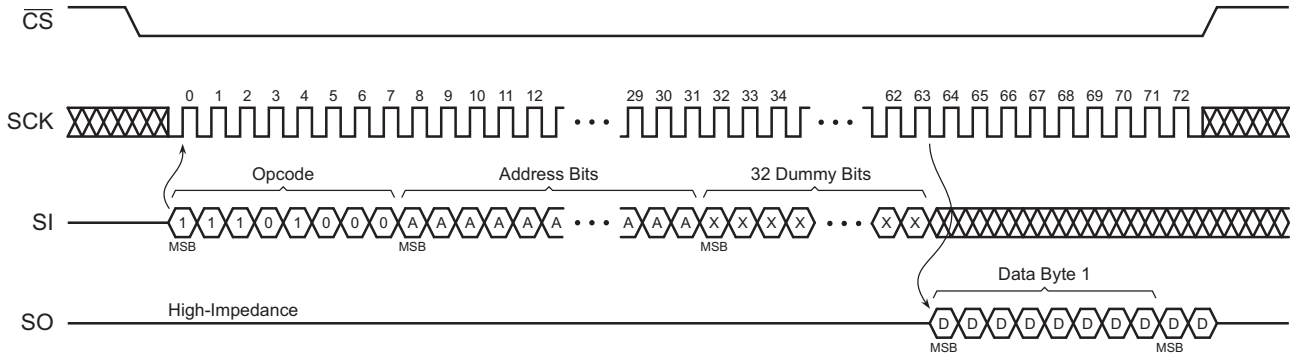 CS
0 1 2 3 4 5 6 7 8 9 10 11 12 29 30 31 32 33 34 62 63 64 65 66 67 68 69 70 71 72
SCK
Opcode Address Bits 32 Dummy Bits
SI 1 1 1 0 1 0 0 0 A A A A A A A A A X X X X X X
MSB MSB MSB
Data Byte 1
High-Impedance
SO D D D D D D D D D D
MSB MSB